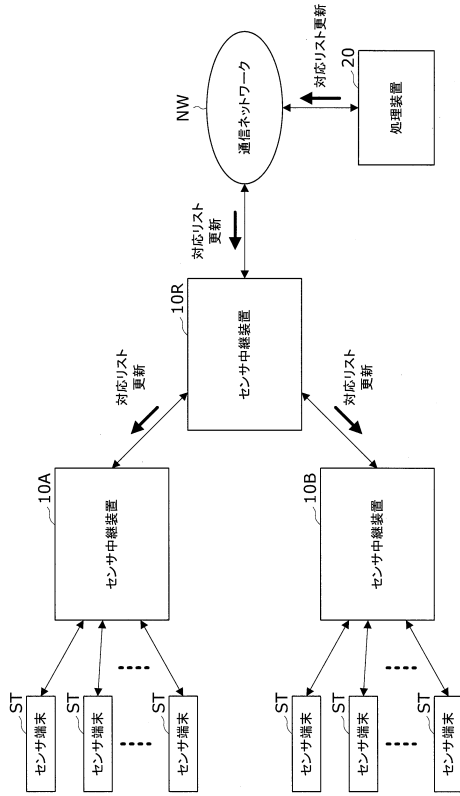 ST
センサ端末
ST
センサ端末
ST
センサ端末
10A
センサ中継装置
対応リスト
更新
10R
センサ中継装置
対応リスト
更新
NW
通信ネットワーク
対応リスト更新
20
処理装置
ST
センサ端末
ST
センサ端末
ST
センサ端末
10B
センサ中継装置
対応リスト
更新